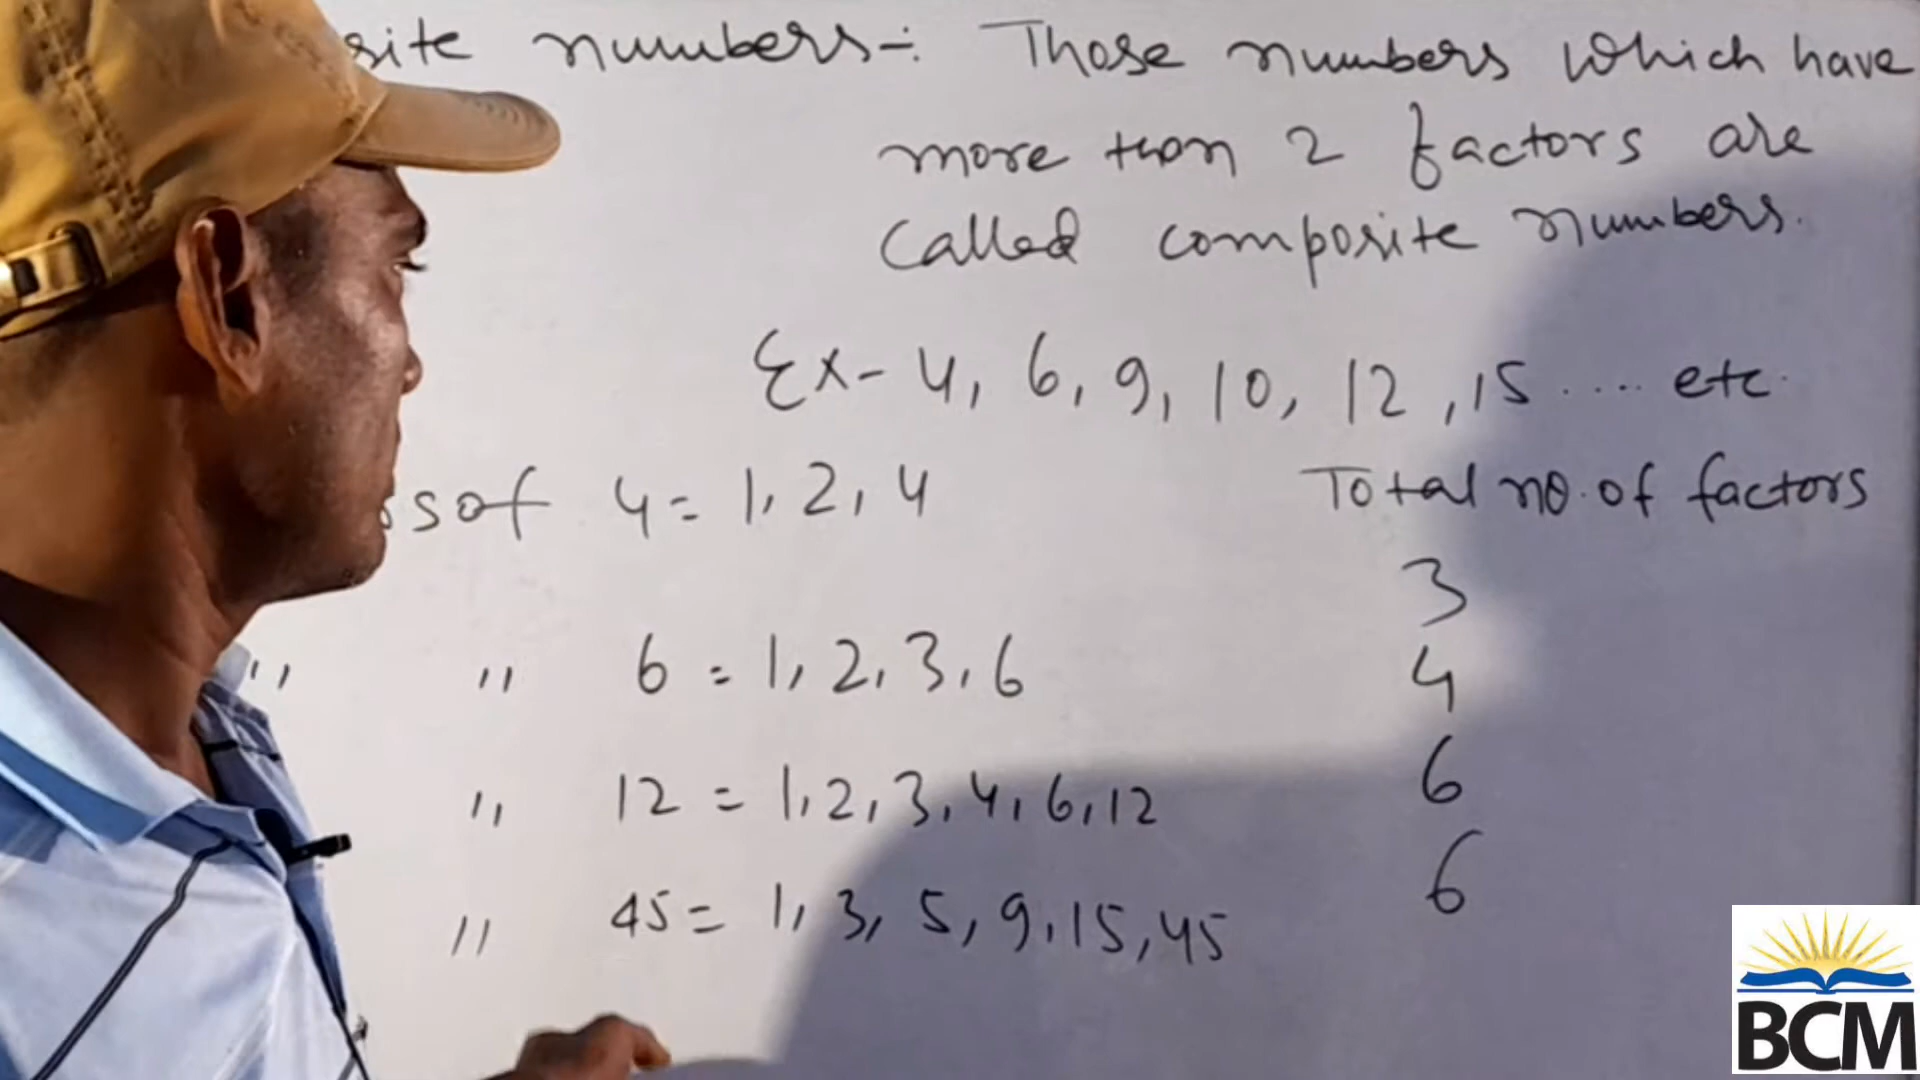 site numbers:- Those numbers which have
more than 2 factors are
called composite numbers.
Ex- 4, 6, 9, 10, 12, 15 .... etc.
s of 4 = 1, 2, 4 Total no. of factors
3
" " 6 = 1, 2, 3, 6 4
" 12 = 1, 2, 3, 4, 6, 12 6
" 45 = 1, 3, 5, 9, 15, 45 6
BCM